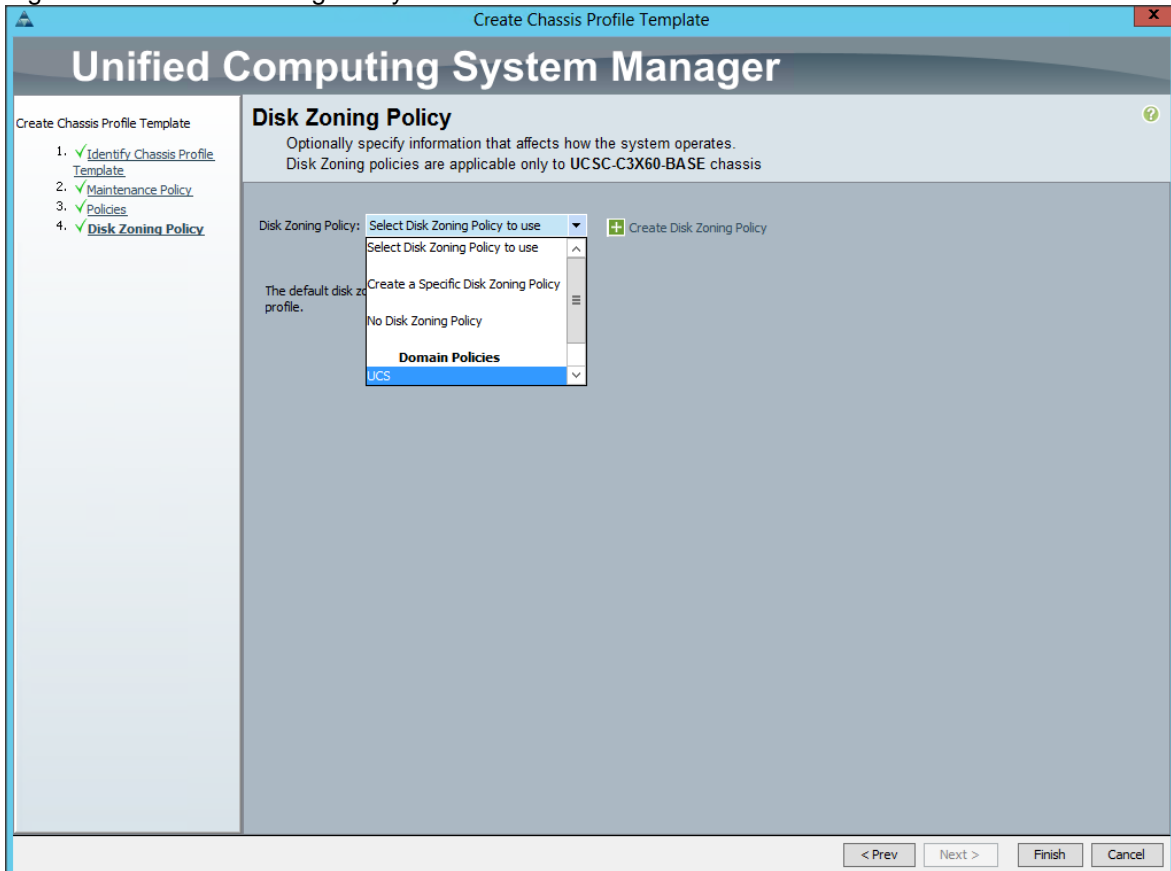 Create Chassis Profile Template
X
Unified Computing System Manager
Create Chassis Profile Template
1. Identify Chassis Profile
Template
2. Maintenance Policy
3. Policies
4. Disk Zoning Policy
Disk Zoning Policy
Optionally specify information that affects how the system operates.
Disk Zoning policies are applicable only to UCSC-C3X60-BASE chassis
?
Disk Zoning Policy: Select Disk Zoning Policy to use
+ Create Disk Zoning Policy
Select Disk Zoning Policy to use
Create a Specific Disk Zoning Policy
No Disk Zoning Policy
Domain Policies
UCS
The default disk
profile.
< Prev Next > Finish Cancel